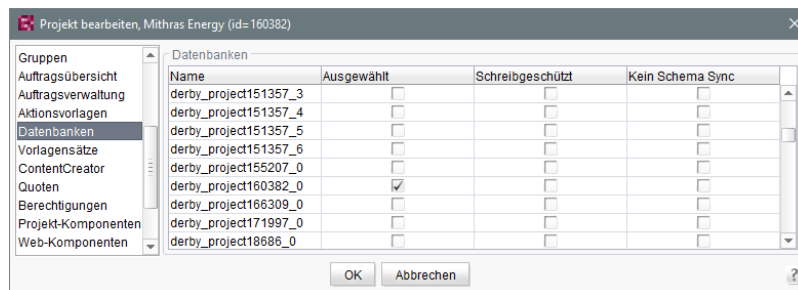 Projekt bearbeiten, Mithras Energy (id=160382)
Gruppen
Auftragsübersicht
Auftragsverwaltung
Aktionsvorlagen
Datenbanken
Vorlagensätze
ContentCreator
Quoten
Berechtigungen
Projekt-Komponenten
Web-Komponenten
Datenbanken
Name Ausgewählt Schreibgeschützt Kein Schema Sync
derby_project151357_3
derby_project151357_4
derby_project151357_5
derby_project151357_6
derby_project155207_0
derby_project160382_0
derby_project166309_0
derby_project171997_0
derby_project18686_0
OK Abbrechen ?